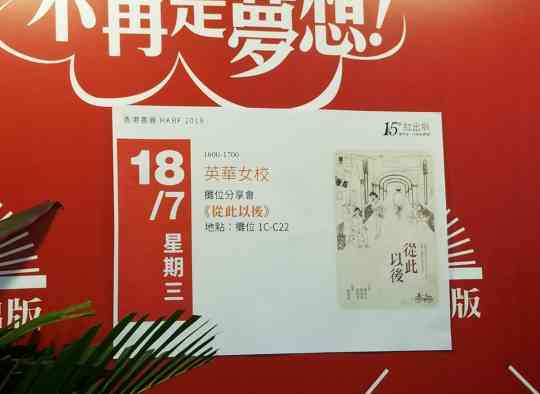 不再是夢想!
香港書展 HKBF 2018
15th 紅出版
18
/7
星期三
1600-1700
英華女校
攤位分享會
《從此以後》
地點：攤位 1C-C22
從此
以後
出版
版